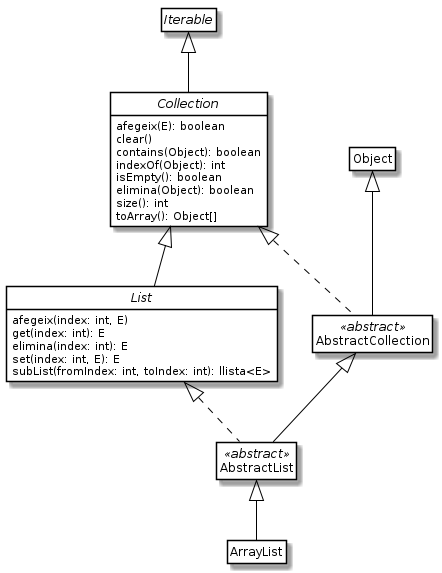 Iterable
Collection
afegeix(E): boolean
clear()
contains(Object): boolean
indexOf(Object): int
isEmpty(): boolean
elimina(Object): boolean
size(): int
toArray(): Object[]
Object
List
afegeix(index: int, E)
get(index: int): E
elimina(index: int): E
set(index: int, E): E
subList(fromIndex: int, toIndex: int): llista<E>
«abstract»
AbstractCollection
«abstract»
AbstractList
ArrayList